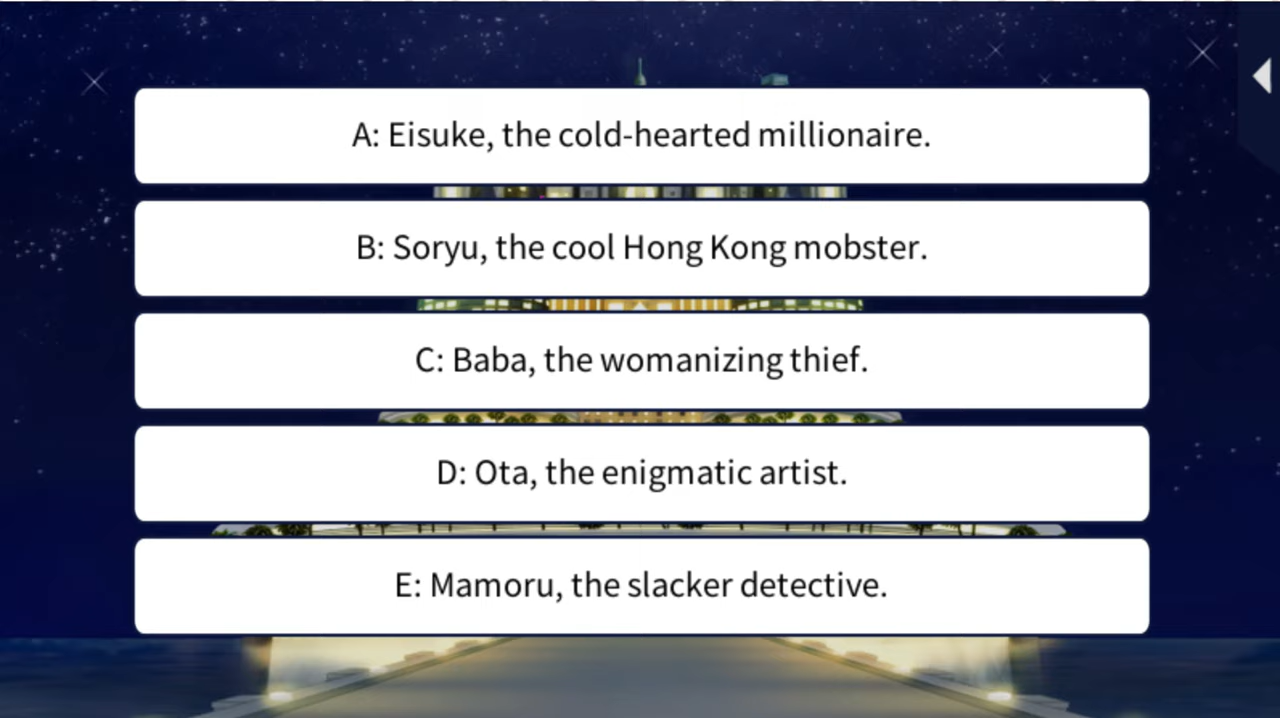 A: Eisuke, the cold-hearted millionaire.
B: Soryu, the cool Hong Kong mobster.
C: Baba, the womanizing thief.
D: Ota, the enigmatic artist.
E: Mamoru, the slacker detective.